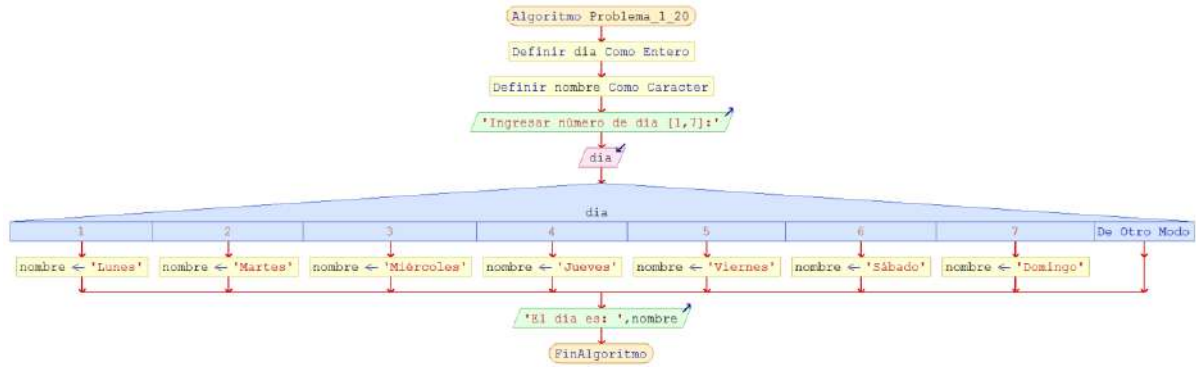 Algoritmo Problema_1_20
Definir dia Como Entero
Definir nombre Como Caracter
'Ingresar número de dia [1,7]:'
dia
dia
1 2 3 4 5 6 7 De Otro Modo
nombre ← 'Lunes' nombre ← 'Martes' nombre ← 'Miércoles' nombre ← 'Jueves' nombre ← 'Viernes' nombre ← 'Sábado' nombre ← 'Domingo'
'El dia es: ',nombre
FinAlgoritmo